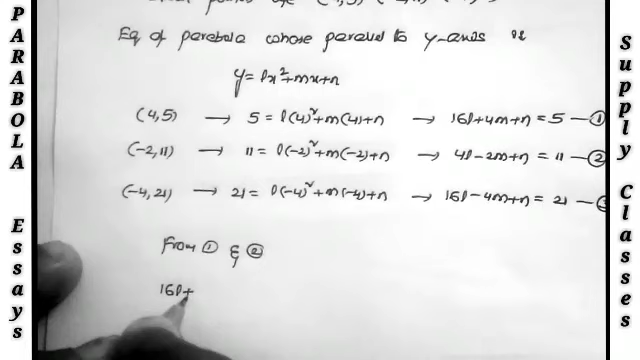 PARABOLA Essays
Eq of parabola whose paralel to y-axis is
y = lx²+mx+n
(4,5) → 5 = l(4)²+m(4)+n → 16l+4m+n = 5 —①
(-2,11) → 11 = l(-2)²+m(-2)+n → 4l-2m+n = 11 —②
(-4,21) → 21 = l(-4)²+m(-4)+n → 16l-4m+n = 21 —
From ① & ②
16l+
Supply Classes